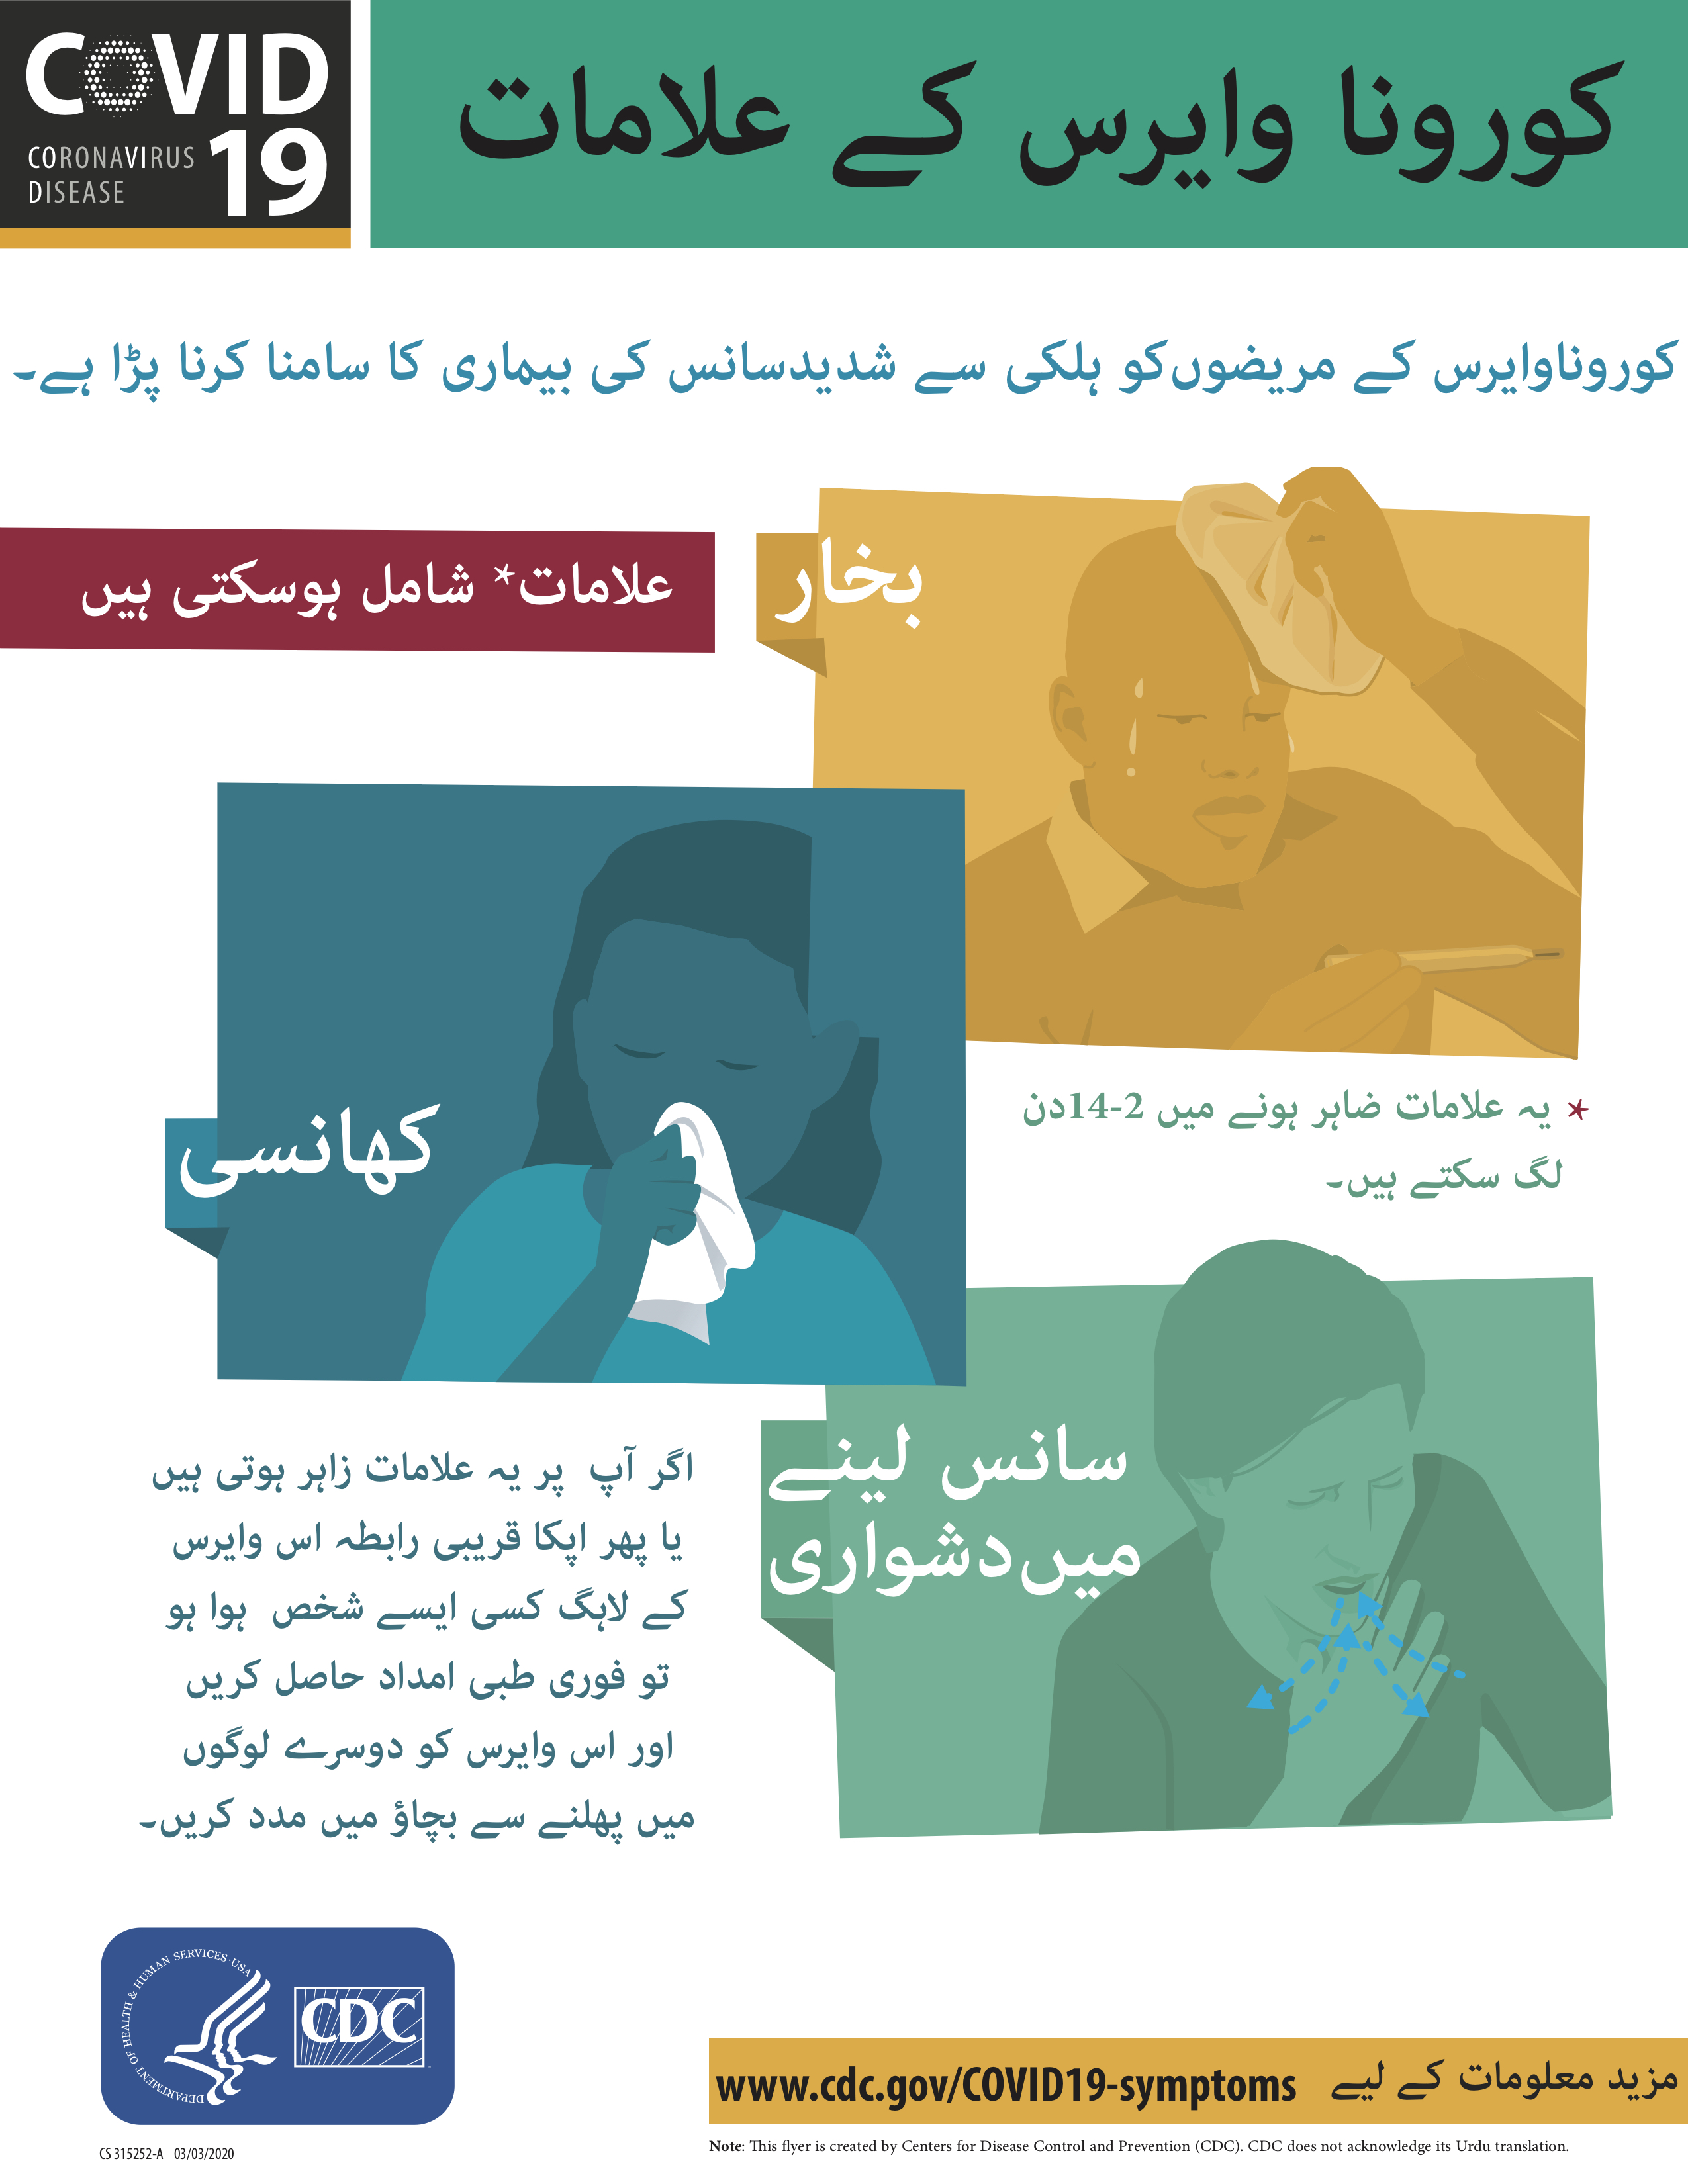 COVID
CORONAVIRUS
DISEASE
19
کورونا وایرس کے علامات
کوروناوایرس کے مریضوں‌کو ہلکی سے شدیدسانس کی بیماری کا سامنا کرنا پڑا ہے۔
علامات* شامل ہوسکتی ہیں
بخار
کھانسی
* یہ علامات ضاہر ہونے میں 2-14دن
لگ سکتے ہیں۔
سانس لینے
میں‌دشواری
اگر آپ پر یہ علامات زاہر ہوتی ہیں
یا پھر اپکا قریبی رابطہ اس وایرس
کے لاہگ کسی ایسے شخص ہوا ہو
تو فوری طبی امداد حاصل کریں
اور اس وایرس کو دوسرے لوگوں
میں پھلنے سے بچاؤ میں مدد کریں۔
DEPARTMENT OF HEALTH & HUMAN SERVICES·USA
CDC
مزید معلومات کے لیے www.cdc.gov/COVID19-symptoms
CS 315252-A 03/03/2020
Note: This flyer is created by Centers for Disease Control and Prevention (CDC). CDC does not acknowledge its Urdu translation.